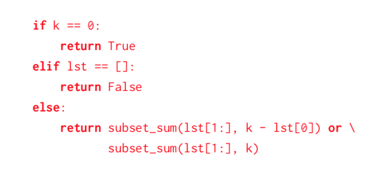 if k == 0:
    return True
elif lst == []:
    return False
else:
    return subset_sum(lst[1:], k - lst[0]) or \
           subset_sum(lst[1:], k)